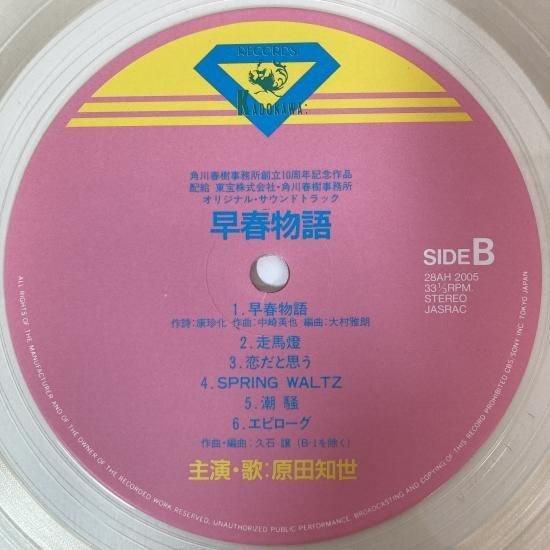 RECORDS
KADOKAWA:
角川春樹事務所創立10周年記念作品
配給 東宝株式会社・角川春樹事務所
オリジナル・サウンドトラック
早春物語
SIDE B
28AH 2005
33⅓RPM.
STEREO
JASRAC
1.早春物語
作詩:康珍化 作曲:中崎英也 編曲:大村雅朗
2.走馬燈
3.恋だと思う
4.SPRING WALTZ
5.潮騒
6.エピローグ
作曲・編曲:久石 譲(B-1を除く)
主演・歌:原田知世
ALL RIGHTS OF THE MANUFACTURER AND OF THE OWNER OF THE RECORDED WORK RESERVED. UNAUTHORIZED PUBLIC PERFORMANCE, BROADCASTING AND COPYING OF THIS RECORD PROHIBITED CBS/SONY INC. TOKYO JAPAN